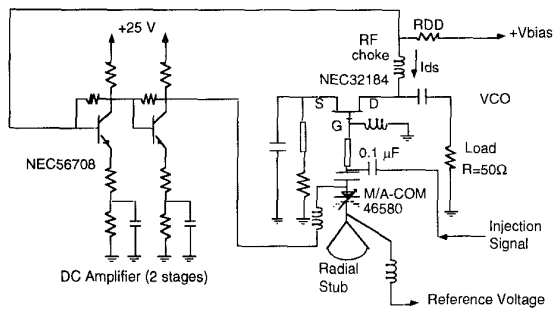 +25 V
RF
choke
RDD
+Vbias
Ids
NEC32184
VCO
S
D
G
NEC56708
0.1 µF
Load
R=50Ω
M/A-COM
46580
Injection
Signal
DC Amplifier (2 stages)
Radial
Stub
Reference Voltage